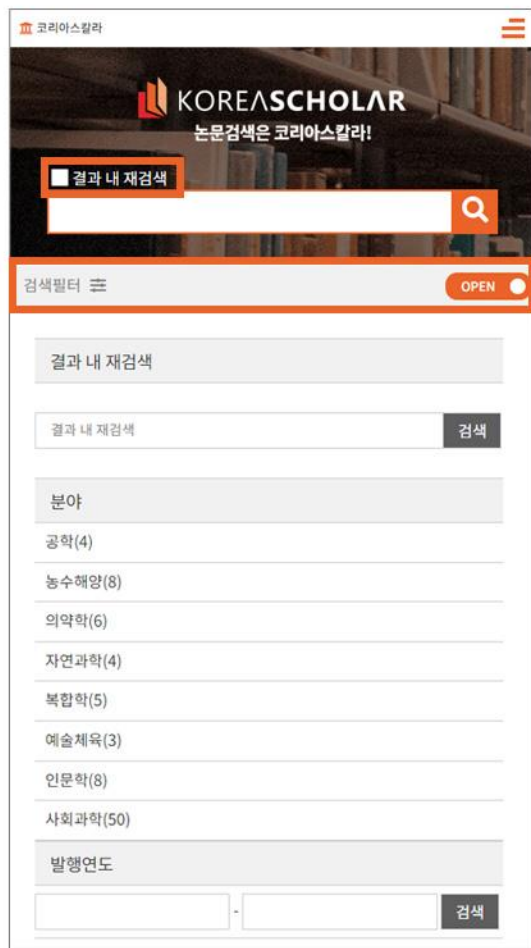 코리아스칼라
KOREASCHOLAR
논문검색은 코리아스칼라!
결과 내 재검색
검색필터 OPEN
결과 내 재검색
결과 내 재검색 검색
분야
공학(4)
농수해양(8)
의약학(6)
자연과학(4)
복합학(5)
예술체육(3)
인문학(8)
사회과학(50)
발행연도
- 검색